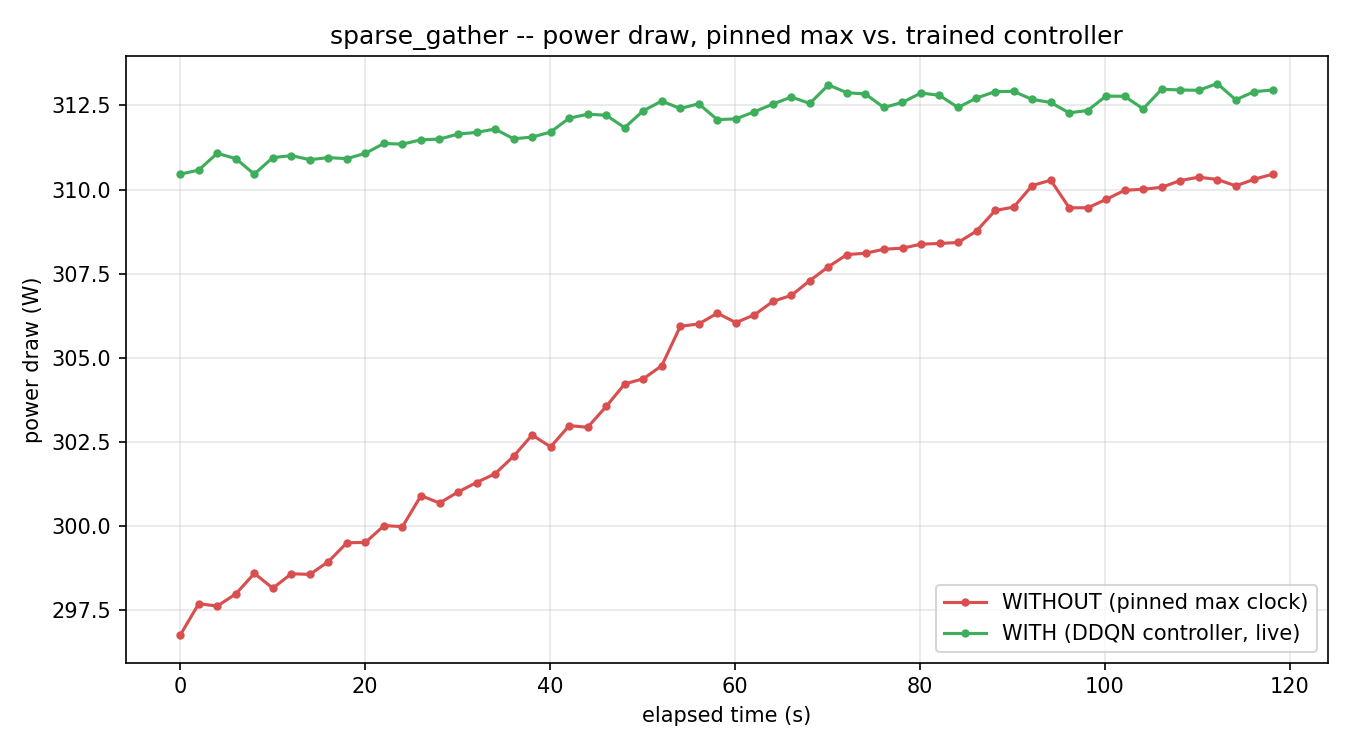 sparse_gather -- power draw, pinned max vs. trained controller
312.5
310.0
307.5
305.0
302.5
300.0
297.5
power draw (W)
WITHOUT (pinned max clock)
WITH (DDQN controller, live)
0 20 40 60 80 100 120
elapsed time (s)